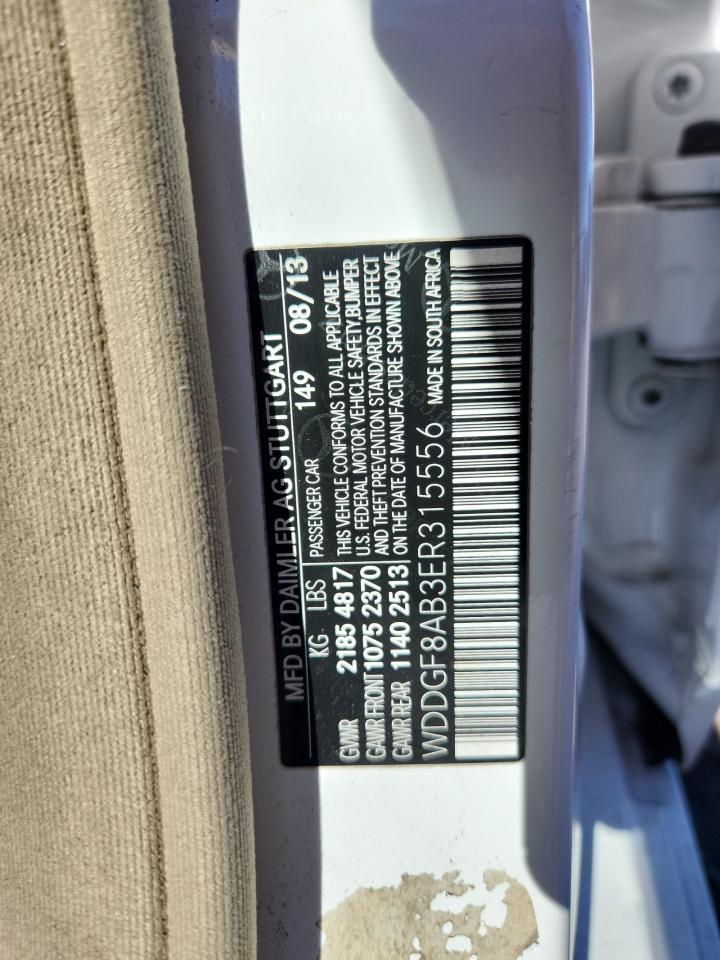 MFD BY DAIMLER AG STUTTGART
149 08/13
KG LBS PASSENGER CAR
GWR 2185 4817 THIS VEHICLE CONFORMS TO ALL APPLICABLE
GAWR FRONT 1075 2370 U.S. FEDERAL MOTOR VEHICLE SAFETY, BUMPER
AND THEFT PREVENTION STANDARDS IN EFFECT
GAWR REAR 1140 2513 ON THE DATE OF MANUFACTURE SHOWN ABOVE
WDDGF8AB3ER315556 MADE IN SOUTH AFRICA